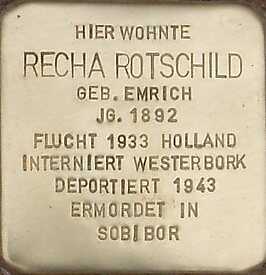 HIER WOHNTE
RECHA ROTSCHILD
GEB. EMRICH
JG. 1892
FLUCHT 1933 HOLLAND
INTERNIERT WESTERBORK
DEPORTIERT 1943
ERMORDET IN
SOBIBOR